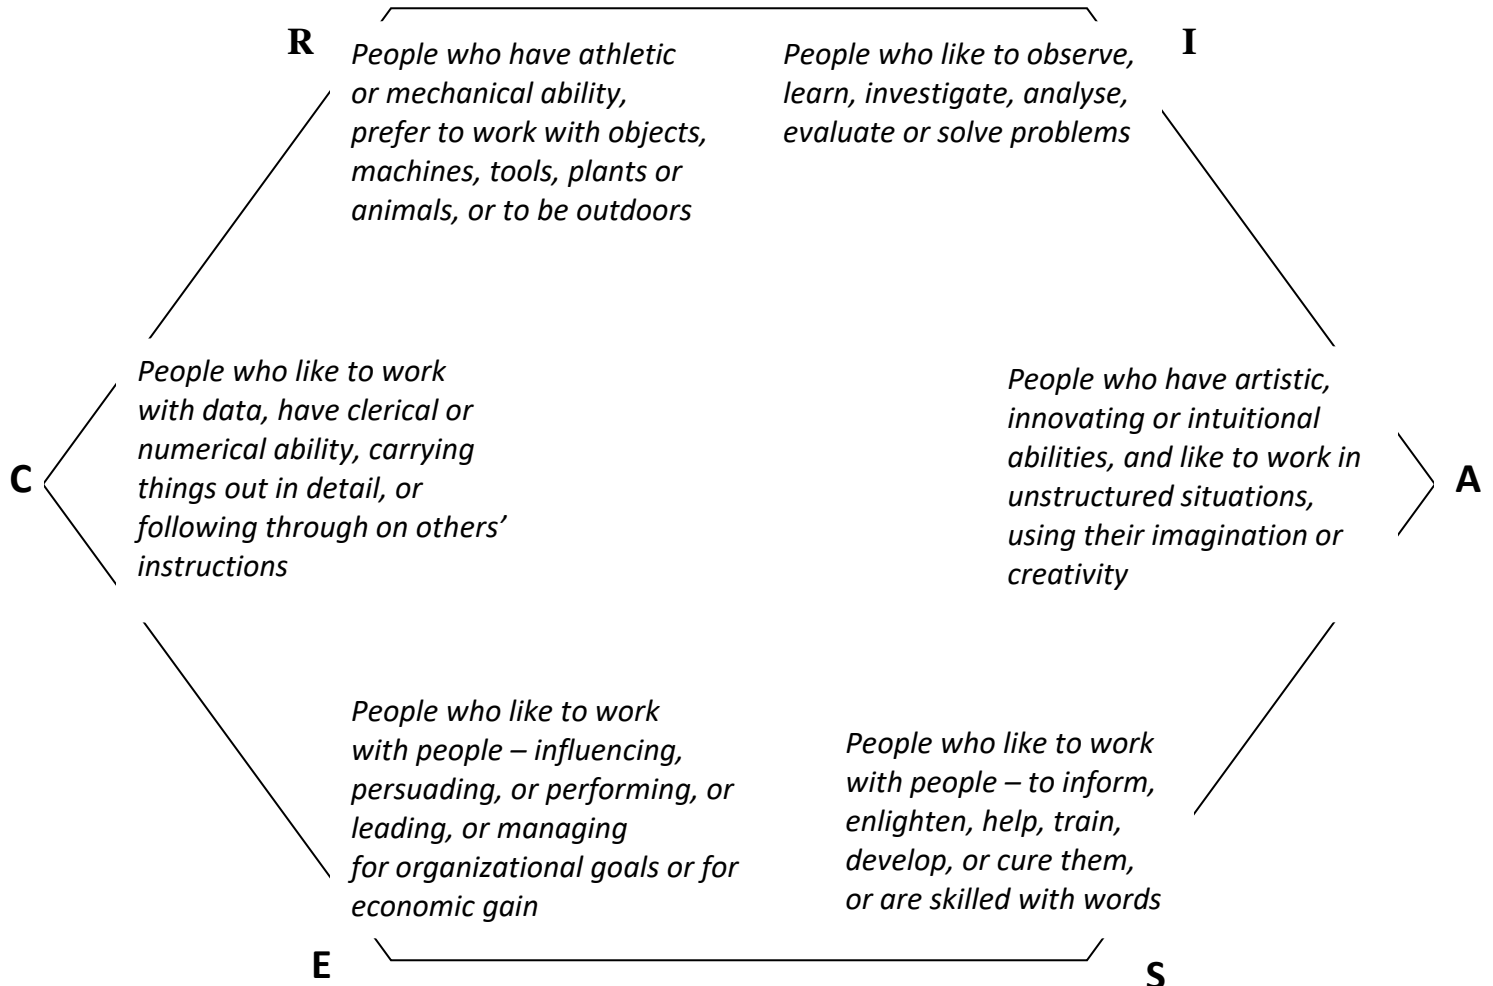 R
People who have athletic
or mechanical ability,
prefer to work with objects,
machines, tools, plants or
animals, or to be outdoors
People who like to observe,
learn, investigate, analyse,
evaluate or solve problems
I
C
People who like to work
with data, have clerical or
numerical ability, carrying
things out in detail, or
following through on others’
instructions
People who have artistic,
innovating or intuitional
abilities, and like to work in
unstructured situations,
using their imagination or
creativity
A
People who like to work
with people – influencing,
persuading, or performing, or
leading, or managing
for organizational goals or for
economic gain
E
People who like to work
with people – to inform,
enlighten, help, train,
develop, or cure them,
or are skilled with words
S